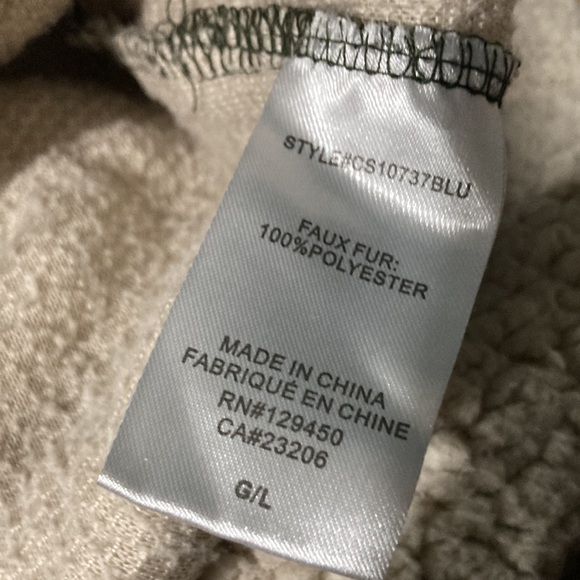 STYLE#CS10737BLU
FAUX FUR:
100%POLYESTER
MADE IN CHINA
FABRIQUÉ EN CHINE
RN#129450
CA#23206
G/L